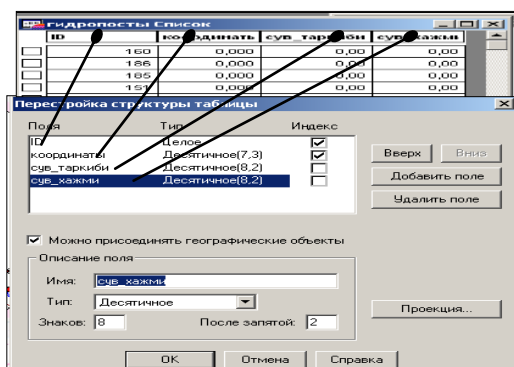 гидропосты Список
ID координать сув_таркиби сув_хажми
160 0,000 0,00 0,00
186 0,000 0,00 0,00
185 0,000 0,00 0,00
151 0,000 0,00 0,00
Перестройка структуры таблицы
Поля Тип Индекс
ID Целое
координаты Десятичное(7,3)
сув_таркиби Десятичное(8,2)
сув_хажми Десятичное(8,2)
Вверх Вниз
Добавить поле
Удалить поле
Можно присоединять географические объекты
Описание поля
Имя: сув_хажми
Тип: Десятичное
Знаков: 8 После запятой: 2
Проекция...
OK Отмена Справка